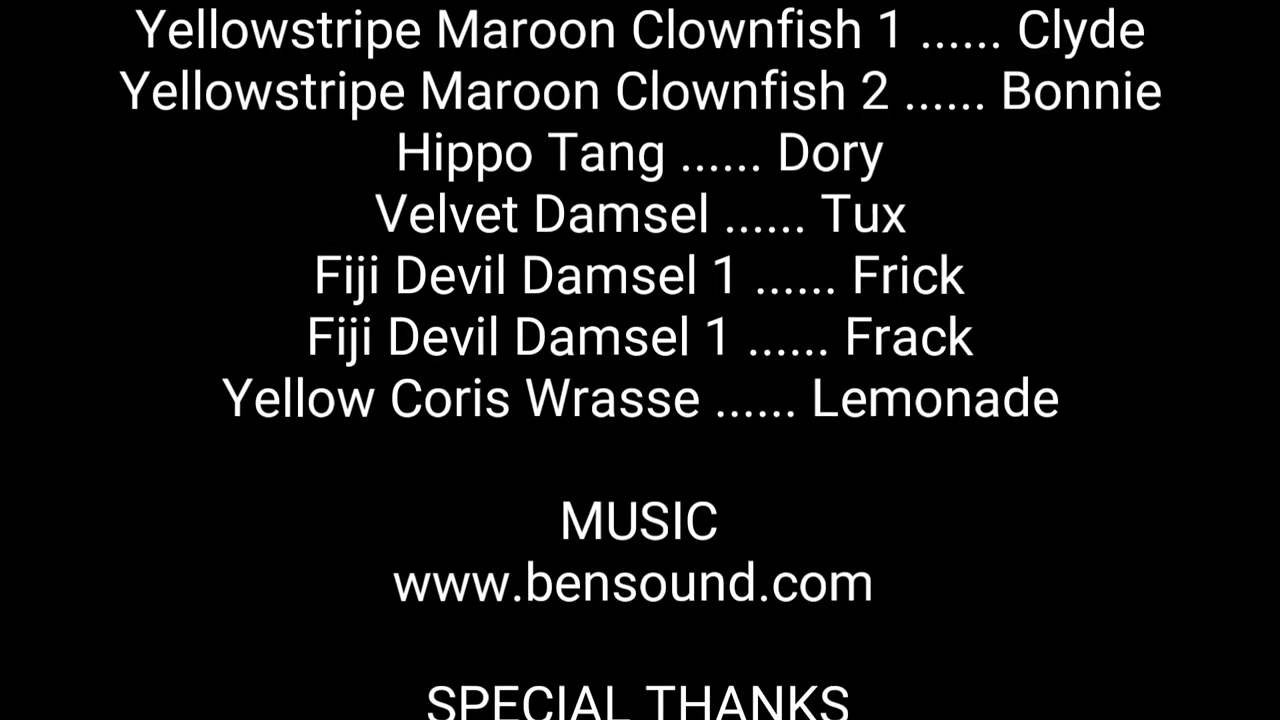 Yellowstripe Maroon Clownfish 1 ...... Clyde
Yellowstripe Maroon Clownfish 2 ...... Bonnie
Hippo Tang ...... Dory
Velvet Damsel ...... Tux
Fiji Devil Damsel 1 ...... Frick
Fiji Devil Damsel 1 ...... Frack
Yellow Coris Wrasse ...... Lemonade
MUSIC
www.bensound.com
SPECIAL THANKS